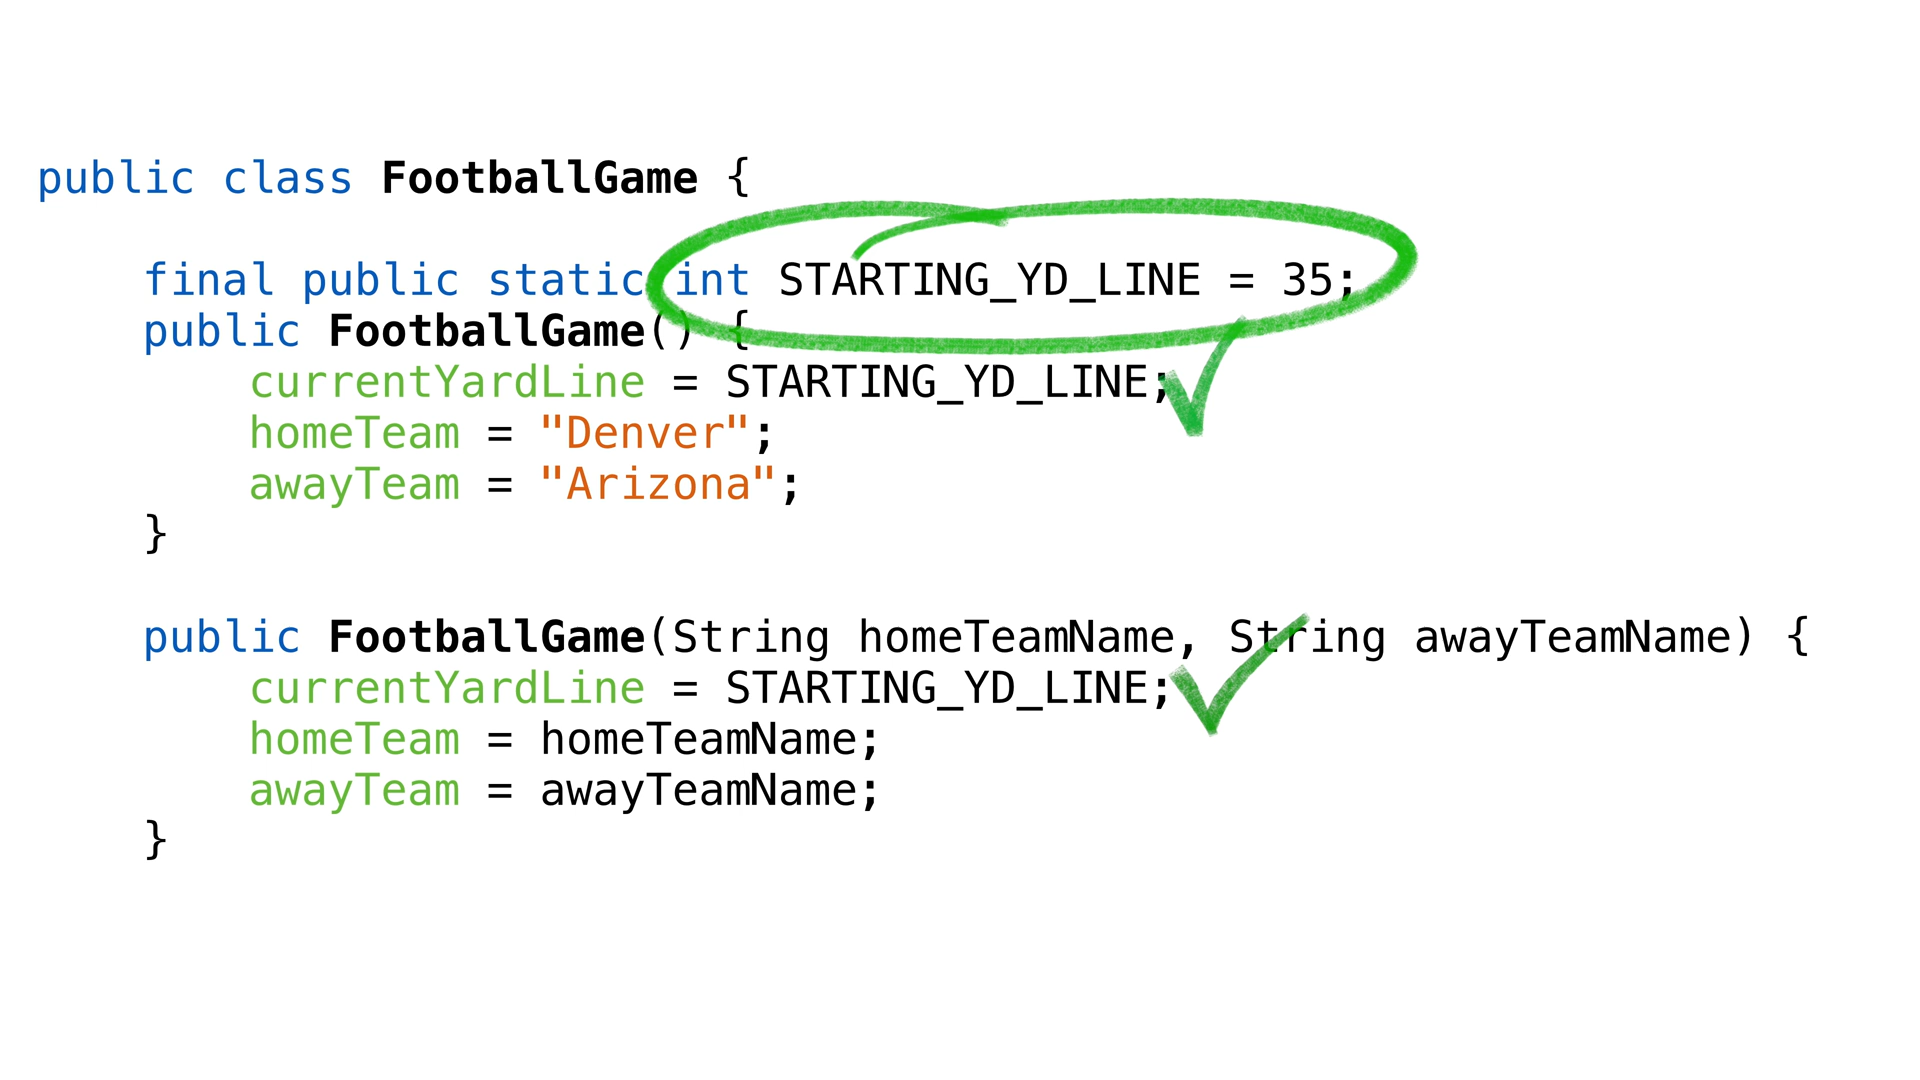 public class FootballGame {
final public static int STARTING_YD_LINE = 35;
public FootballGame() {
currentYardLine = STARTING_YD_LINE;
homeTeam = "Denver";
awayTeam = "Arizona";
}
public FootballGame(String homeTeamName, String awayTeamName) {
currentYardLine = STARTING_YD_LINE;
homeTeam = homeTeamName;
awayTeam = awayTeamName;
}